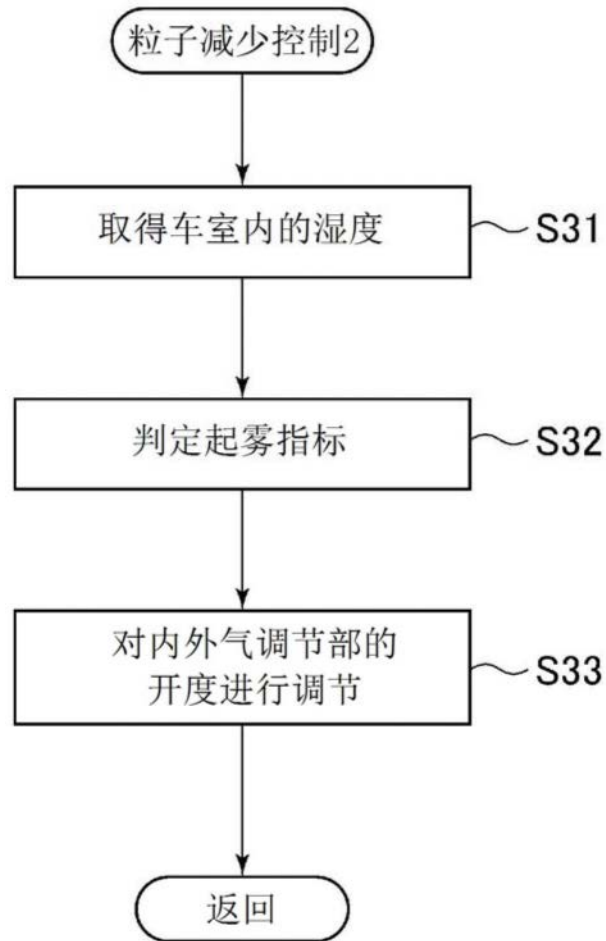 粒子减少控制2
取得车室内的湿度
S31
判定起雾指标
S32
对内外气调节部的
开度进行调节
S33
返回